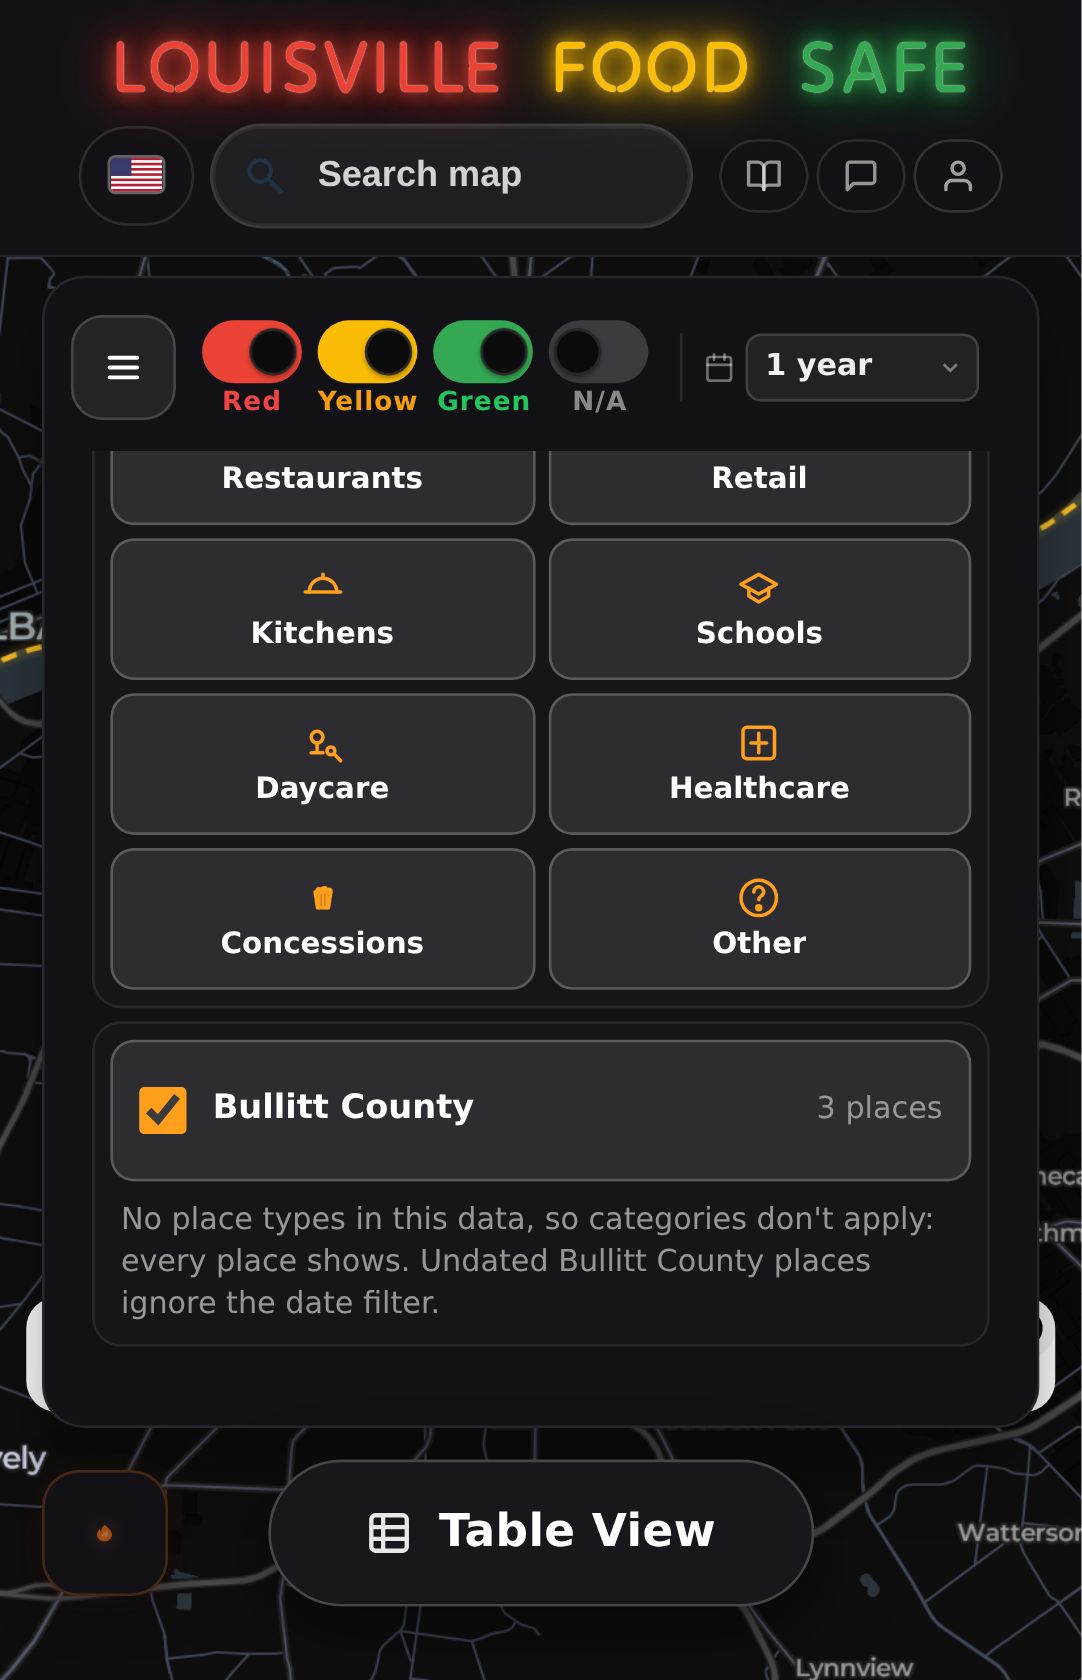 LOUISVILLE FOOD SAFE
Search map
Red
Yellow
Green
N/A
1 year
Restaurants
Retail
Kitchens
Schools
Daycare
Healthcare
Concessions
Other
Bullitt County
3 places
No place types in this data, so categories don't apply:
every place shows. Undated Bullitt County places
ignore the date filter.
Table View
Lynnview